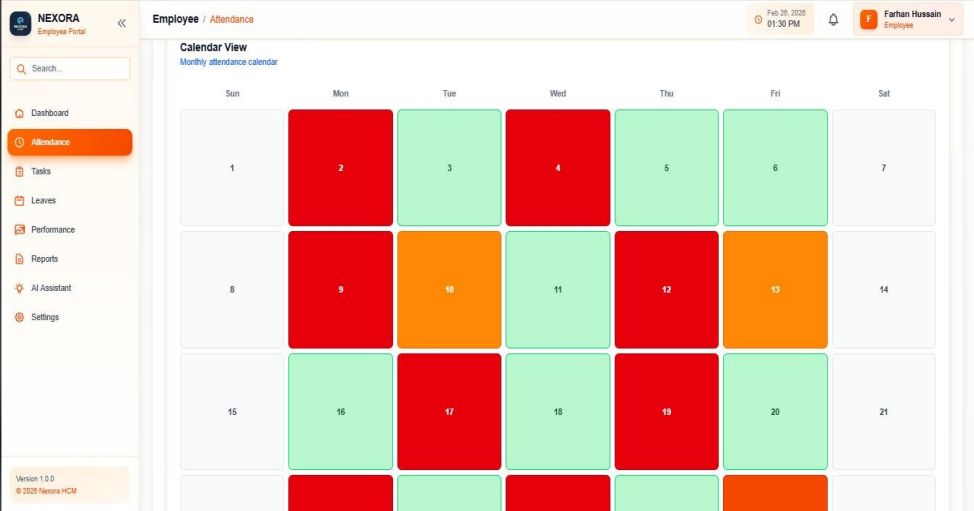 NEXORA
Employee Portal
Search...
Dashboard
Attendance
Tasks
Leaves
Performance
Reports
AI Assistant
Settings
Version 1.0.0
© 2026 Nexora HCM
Employee / Attendance
Feb 26, 2026
01:30 PM
F
Farhan Hussain
Employee
Calendar View
Monthly attendance calendar
Sun Mon Tue Wed Thu Fri Sat
1 2 3 4 5 6 7
8 9 10 11 12 13 14
15 16 17 18 19 20 21